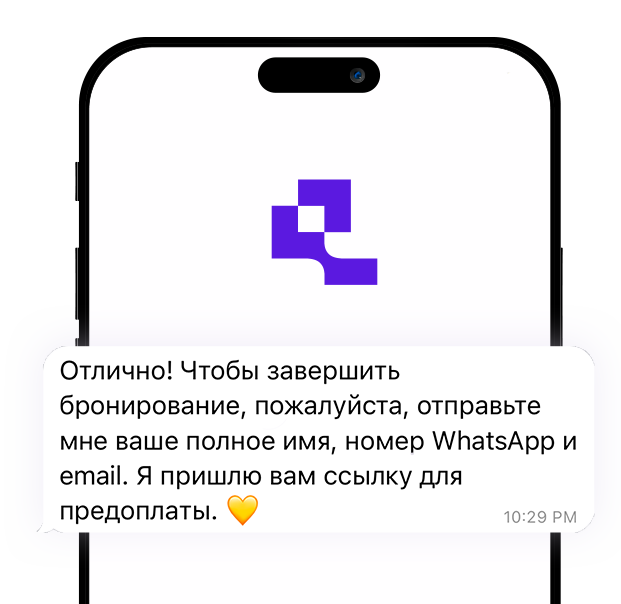 Отлично! Чтобы завершить
бронирование, пожалуйста, отправьте
мне ваше полное имя, номер WhatsApp и
email. Я пришлю вам ссылку для
предоплаты. 💛
10:29 PM